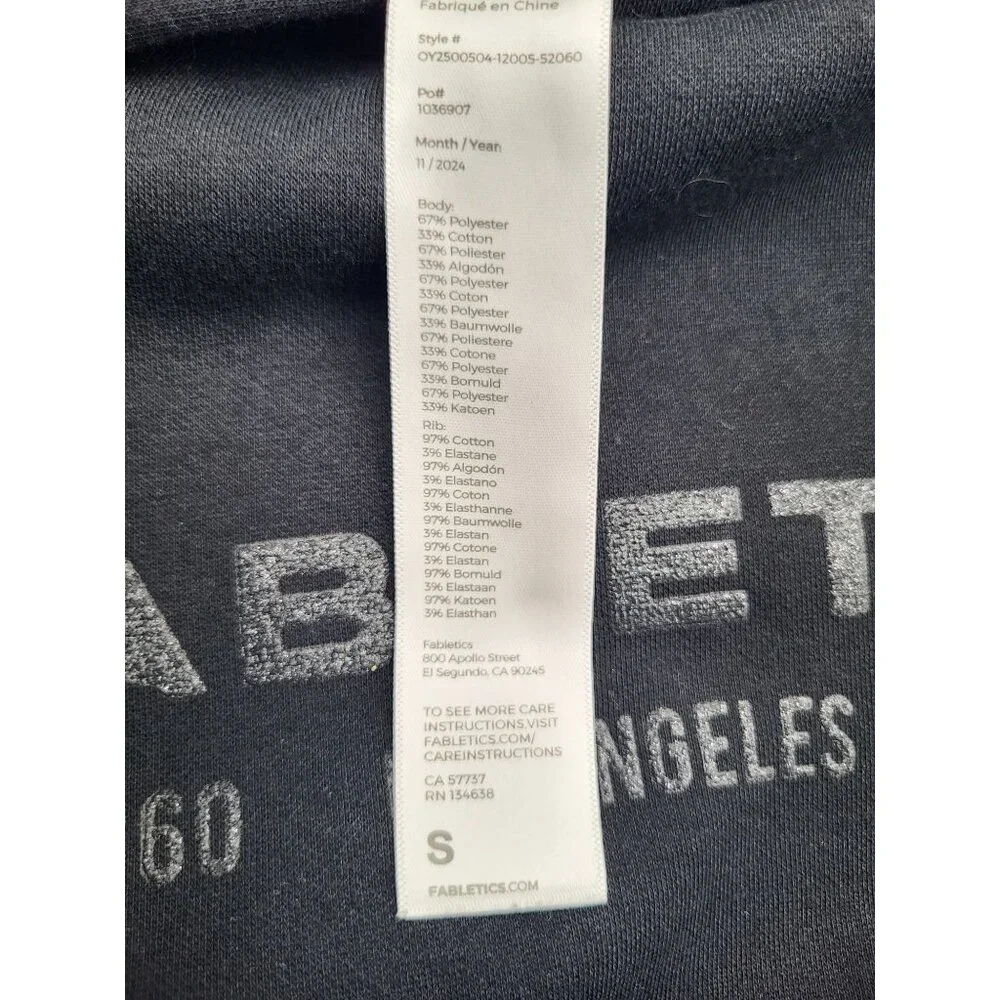 Fabriqué en Chine
Style #
OY2500504-12005-52060
Po#
1036907
Month / Year:
11 / 2024
Body:
67% Polyester
33% Cotton
67% Poliester
33% Algodón
67% Polyester
33% Coton
67% Polyester
33% Baumwolle
67% Poliestere
33% Cotone
67% Polyester
33% Bomuld
67% Polyester
33% Katoen
Rib:
97% Cotton
3% Elastane
97% Algodón
3% Elastano
97% Coton
3% Elasthanne
97% Baumwolle
3% Elastan
97% Cotone
3% Elastan
97% Bomuld
3% Elastaan
97% Katoen
3% Elasthan
Fabletics
800 Apollo Street
El Segundo, CA 90245
TO SEE MORE CARE
INSTRUCTIONS,VISIT
FABLETICS.COM/
CAREINSTRUCTIONS
CA 57737
RN 134638
S
FABLETICS.COM
AB ET
60 NGELES